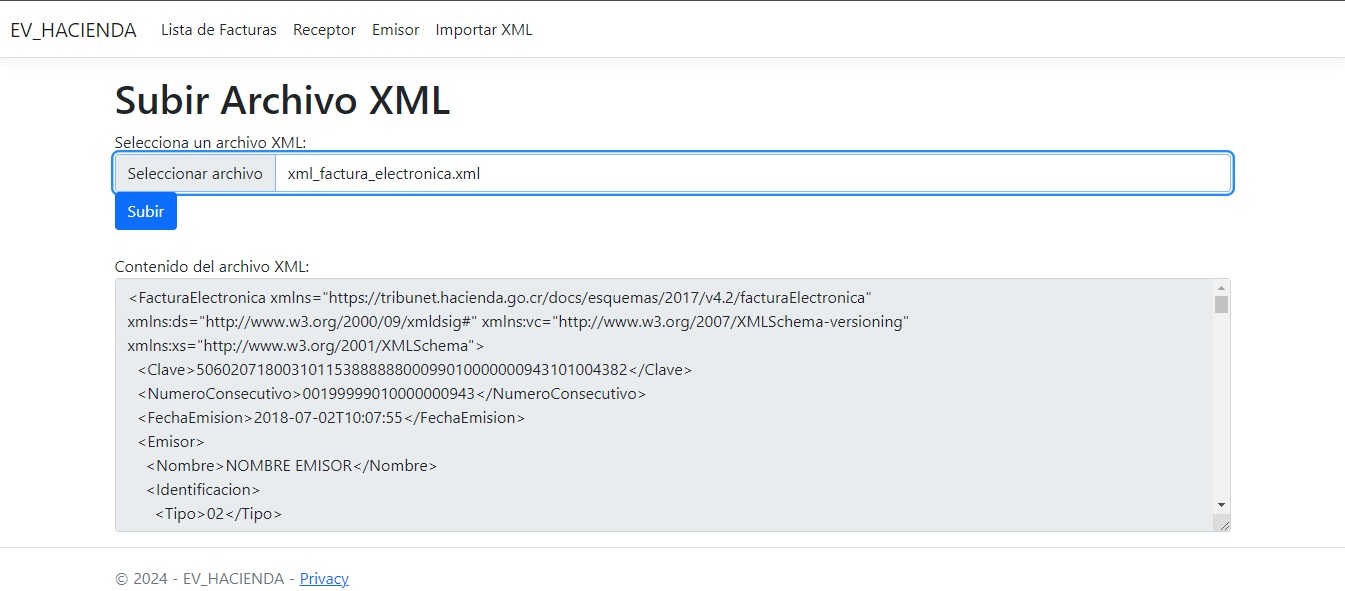 EV_HACIENDA Lista de Facturas Receptor Emisor Importar XML
Subir Archivo XML
Selecciona un archivo XML:
Seleccionar archivo xml_factura_electronica.xml
Subir
Contenido del archivo XML:
<FacturaElectronica xmlns="https://tribunet.hacienda.go.cr/docs/esquemas/2017/v4.2/facturaElectronica"
xmlns:ds="http://www.w3.org/2000/09/xmldsig#" xmlns:vc="http://www.w3.org/2007/XMLSchema-versioning"
xmlns:xs="http://www.w3.org/2001/XMLSchema">
<Clave>50602071800310115388888800099010000000943101004382</Clave>
<NumeroConsecutivo>00199999010000000943</NumeroConsecutivo>
<FechaEmision>2018-07-02T10:07:55</FechaEmision>
<Emisor>
<Nombre>NOMBRE EMISOR</Nombre>
<Identificacion>
<Tipo>02</Tipo>
© 2024 - EV_HACIENDA - Privacy